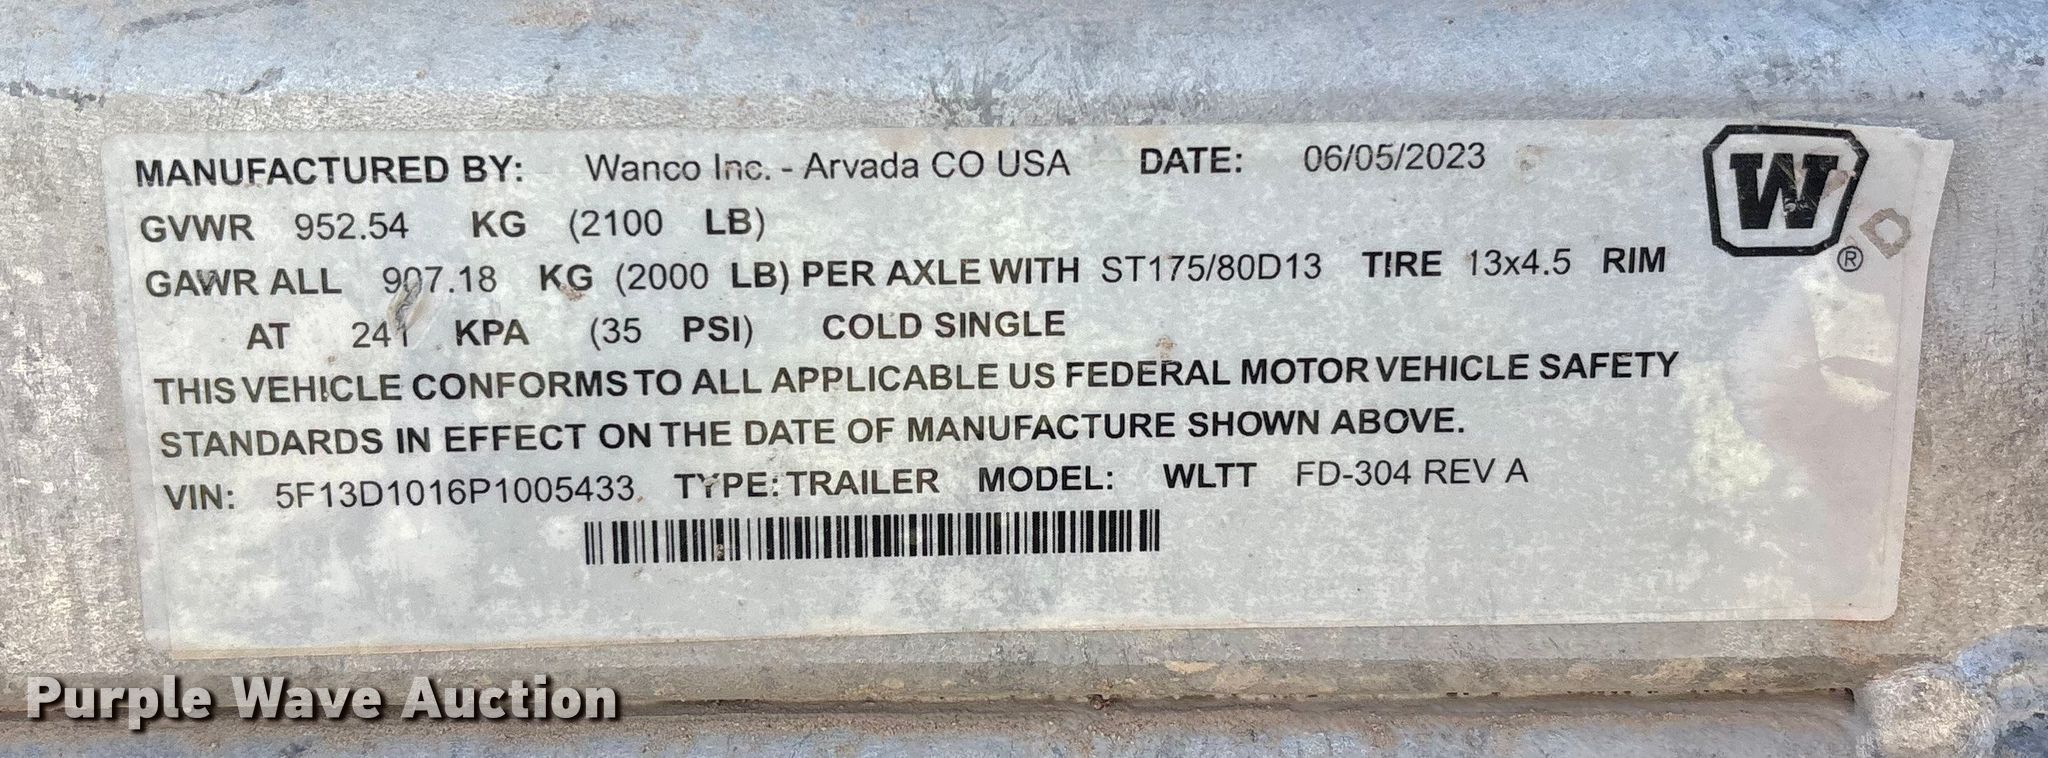 MANUFACTURED BY: Wanco Inc. - Arvada CO USA DATE: 06/05/2023
W
GVWR 952.54 KG (2100 LB)
GAWR ALL 907.18 KG (2000 LB) PER AXLE WITH ST175/80D13 TIRE 13x4.5 RIM
®
AT 241 KPA (35 PSI) COLD SINGLE
THIS VEHICLE CONFORMS TO ALL APPLICABLE US FEDERAL MOTOR VEHICLE SAFETY
STANDARDS IN EFFECT ON THE DATE OF MANUFACTURE SHOWN ABOVE.
VIN: 5F13D1016P1005433 TYPE: TRAILER MODEL: WLTT FD-304 REV A
Purple Wave Auction